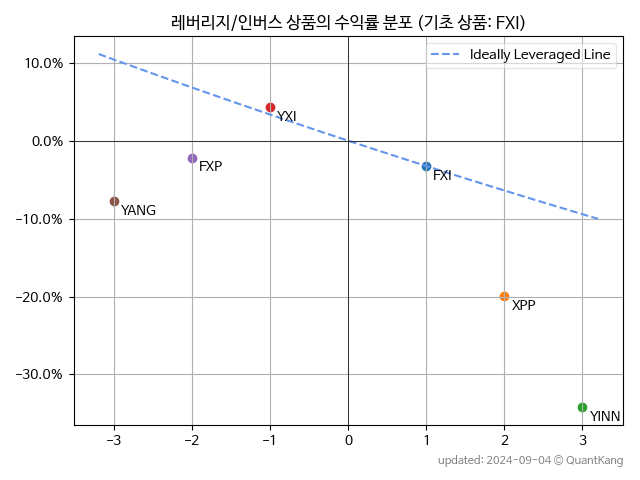 레버리지/인버스 상품의 수익률 분포 (기초 상품: FXI)
Ideally Leveraged Line
10.0%
0.0%
-10.0%
-20.0%
-30.0%
YXI
FXP
FXI
YANG
XPP
YINN
-3
-2
-1
0
1
2
3
updated: 2024-09-04 © QuantKang